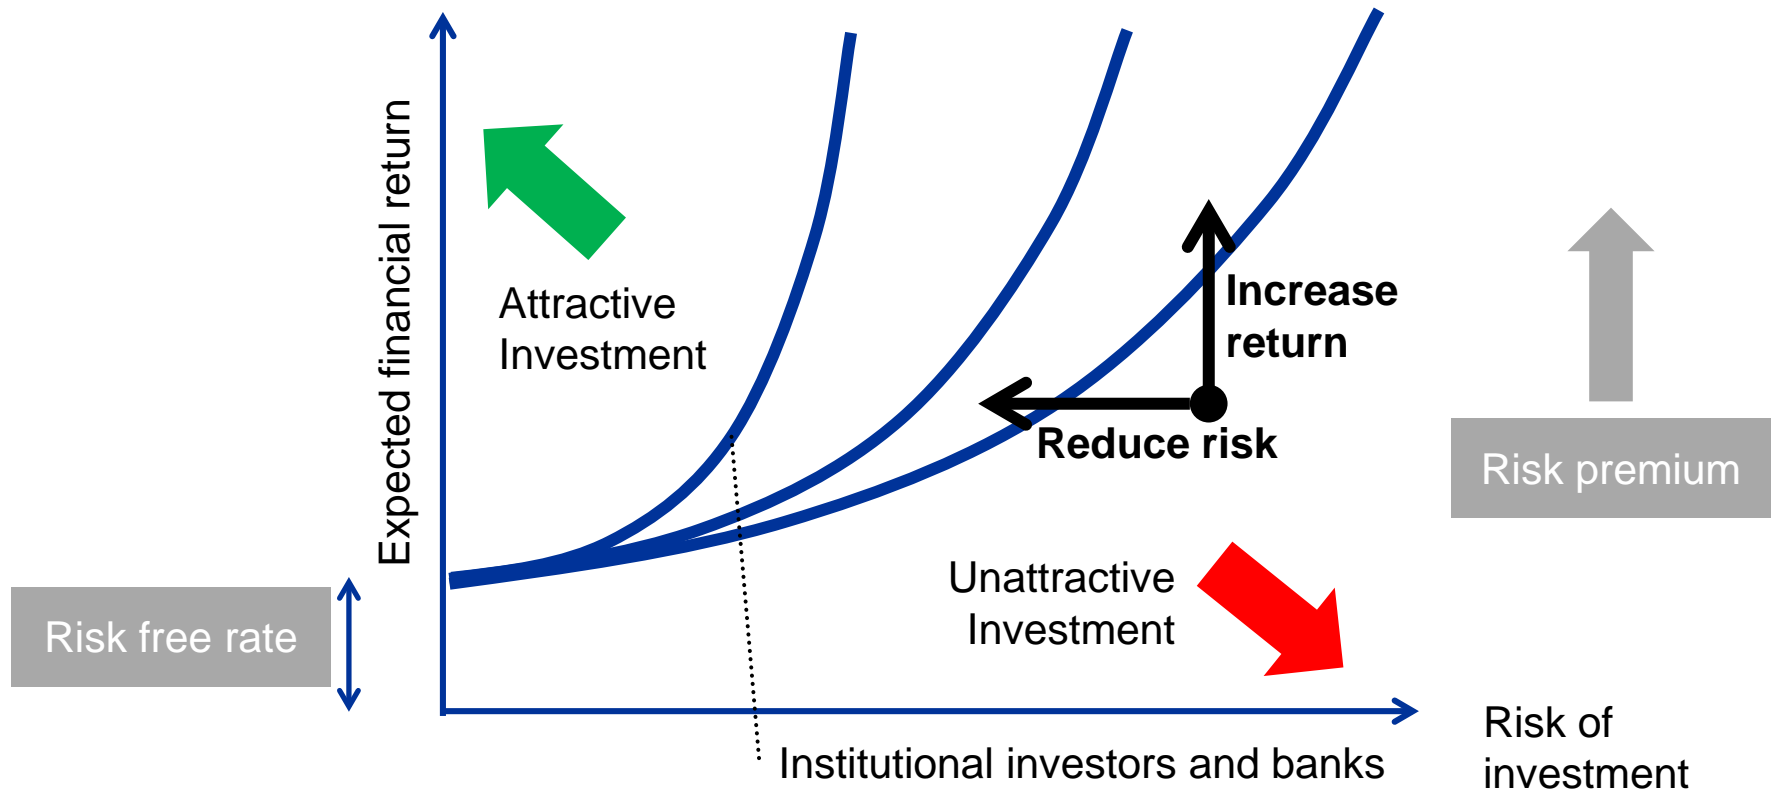 Expected financial return
Attractive
Investment
Increase
return
Reduce risk
Risk premium
Unattractive
Investment
Risk free rate
Institutional investors and banks
Risk of
investment